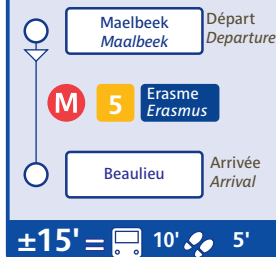 Maelbeek
Maalbeek
Départ
Departure
M 5 Erasme
Erasmus
Beaulieu
Arrivée
Arrival
±15' = 10' 5'